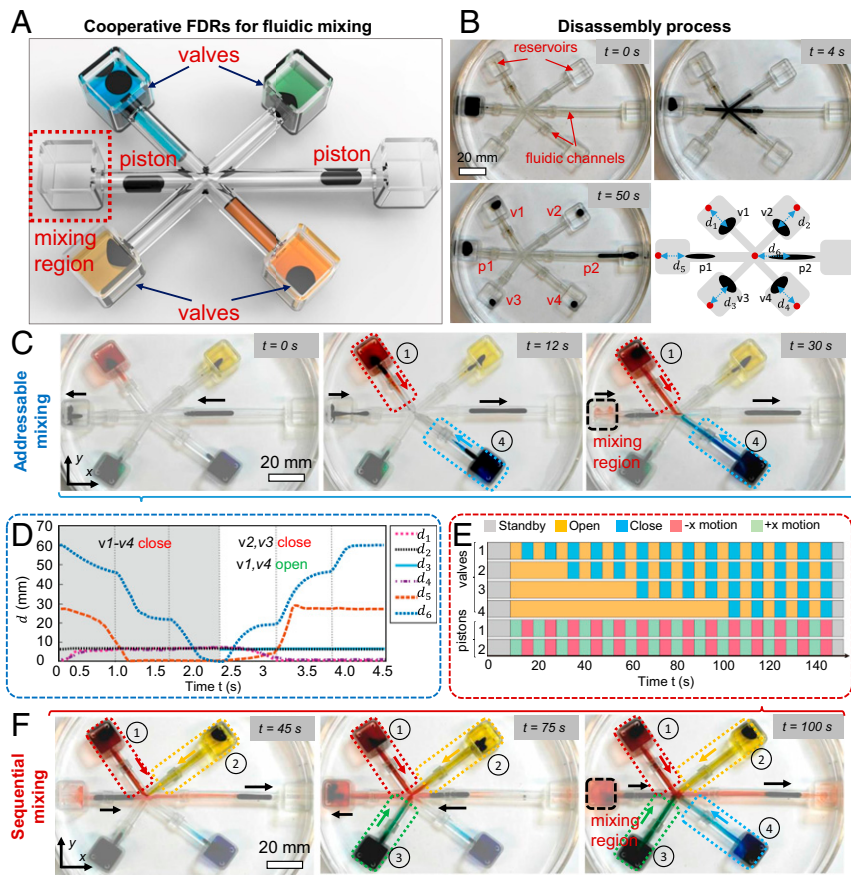 A
Cooperative FDRs for fluidic mixing
valves
piston
piston
mixing
region
valves
B
Disassembly process
reservoirs
t = 0 s
fluidic channels
20 mm
t = 4 s
t = 50 s
v1
v2
p1
p2
v3
v4
v1
v2
d1
d2
d6
d5
p1
p2
v3
v4
d3
d4
C
Addressable
mixing
t = 0 s
y
x
20 mm
t = 12 s
1
4
t = 30 s
1
mixing
region
4
D
70
60
50
40
30
20
10
0
d (mm)
v1-v4 close
v2,v3 close
v1,v4 open
0 0.5 1.0 1.5 2.0 2.5 3.0 3.5 4.0 4.5
Time t (s)
d1
d2
d3
d4
d5
d6
E
Standby Open Close -x motion +x motion
valves
1
2
3
4
pistons
1
2
0 20 40 60 80 100 120 140
Time t (s)
F
Sequential
mixing
t = 45 s
1
2
y
x
20 mm
t = 75 s
1
2
3
t = 100 s
1
2
mixing
region
3
4